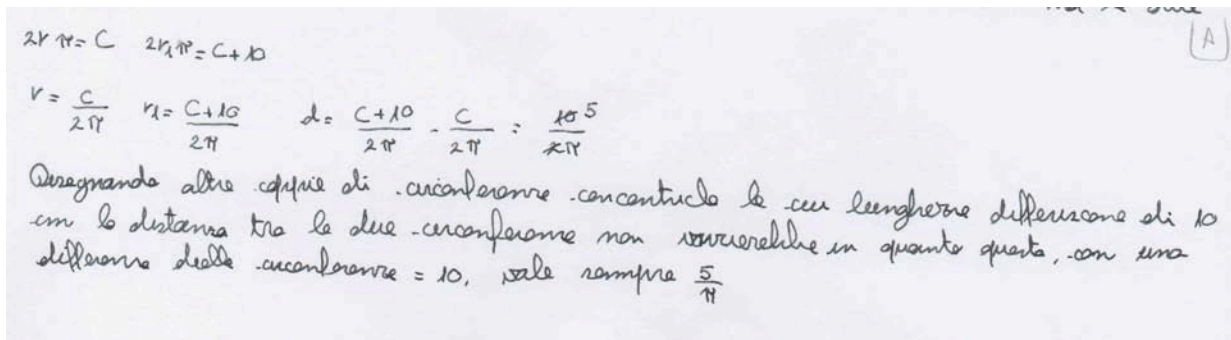 A
2rπ = C 2r₁π = C + 10
r = C/2π r₁ = C+10/2π d = C+10/2π - C/2π = 10 5/2π
Disegnando altre coppie di circonferenze concentriche le cui lunghezze differiscono di 10
cm la distanza tra le due circonferenze non varierebbe in quanto questa, con una
differenza delle circonferenze = 10, vale sempre 5/π